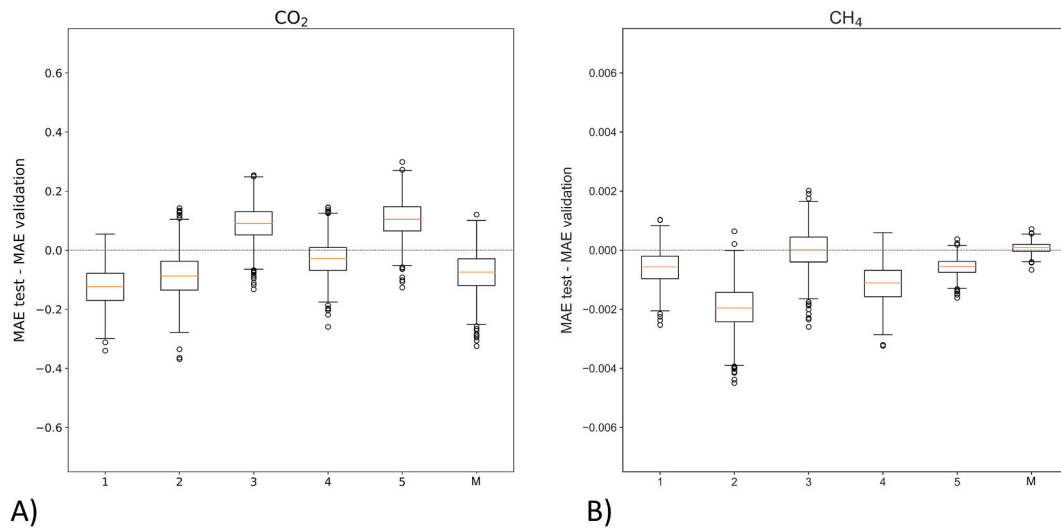 CO₂
MAE test - MAE validation
0.6
0.4
0.2
0.0
−0.2
−0.4
−0.6
1 2 3 4 5 M
A)
CH₄
MAE test - MAE validation
0.006
0.004
0.002
0.000
−0.002
−0.004
−0.006
1 2 3 4 5 M
B)